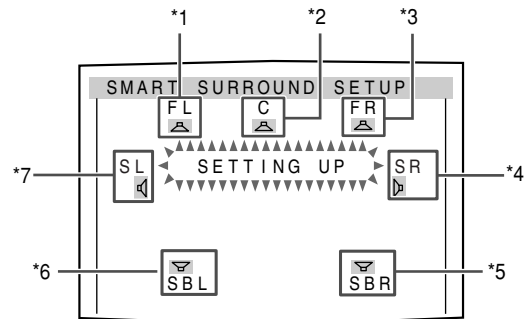 *1 *2 *3
SMART SURROUND SETUP
FL C FR
SL SETTING UP SR
*7 *4
*6 SBL SBR *5